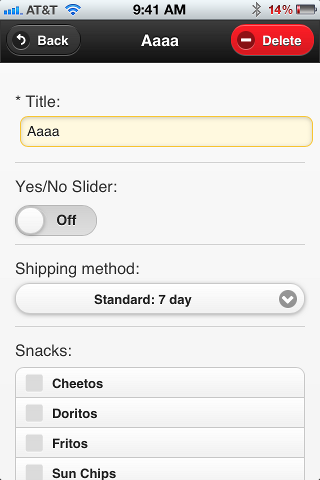 AT&T 9:41 AM 14%
Back Aaaa Delete
* Title:
Aaaa
Yes/No Slider:
Off
Shipping method:
Standard: 7 day
Snacks:
Cheetos
Doritos
Fritos
Sun Chips